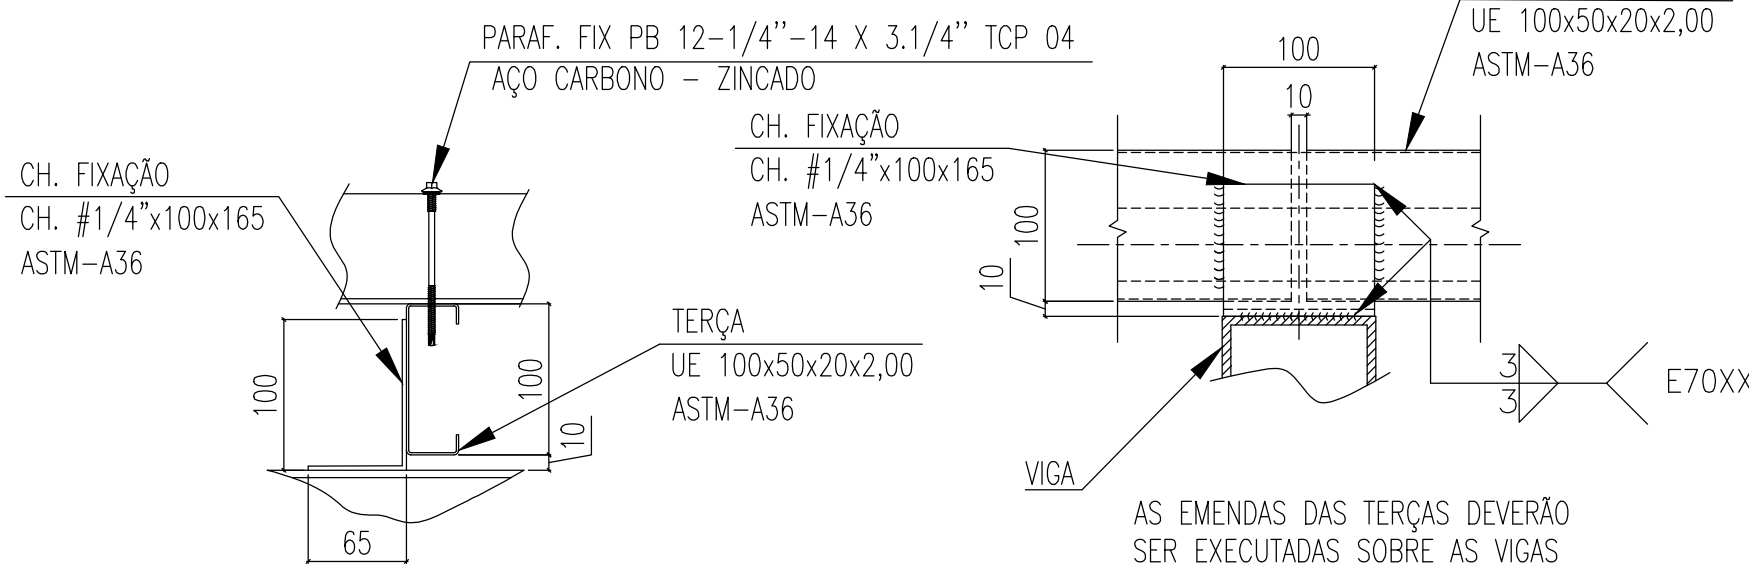 PARAF. FIX PB 12-1/4’’-14 X 3.1/4’’ TCP 04
AÇO CARBONO - ZINCADO
CH. FIXAÇÃO
CH. #1/4’’x100x165
ASTM-A36
TERÇA
UE 100x50x20x2,00
ASTM-A36
100
100
10
65
UE 100x50x20x2,00
ASTM-A36
100
10
CH. FIXAÇÃO
CH. #1/4’’x100x165
ASTM-A36
100
10
3
3
E70XX
VIGA
AS EMENDAS DAS TERÇAS DEVERÃO
SER EXECUTADAS SOBRE AS VIGAS